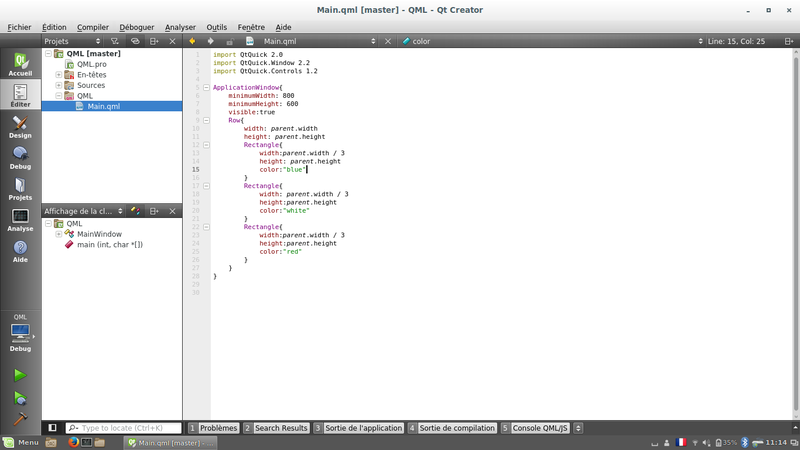 Main.qml [master] - QML - Qt Creator
Fichier Édition Compiler Déboguer Analyser Outils Fenêtre Aide
Projets Main.qml color Line: 15, Col: 25
Accueil
Éditer
Design
Debug
Projets
Analyse
Aide
QML
Debug
QML [master]
QML.pro
En-têtes
Sources
QML
Main.qml
Affichage de la cl...
QML
MainWindow
main (int, char *[])
1 import QtQuick 2.0
2 import QtQuick.Window 2.2
3 import QtQuick.Controls 1.2
4
5 ApplicationWindow{
6 minimumWidth: 800
7 minimumHeight: 600
8 visible:true
9 Row{
10 width: parent.width
11 height: parent.height
12 Rectangle{
13 width:parent.width / 3
14 height: parent.height
15 color:"blue"
16 }
17 Rectangle{
18 width: parent.width / 3
19 height:parent.height
20 color:"white"
21 }
22 Rectangle{
23 width:parent.width / 3
24 height:parent.height
25 color:"red"
26 }
27 }
28 }
29
30
Type to locate (Ctrl+K) 1 Problèmes 2 Search Results 3 Sortie de l'application 4 Sortie de compilation 5 Console QML/JS
Menu Main.qml [master] - ... 35% 11:14